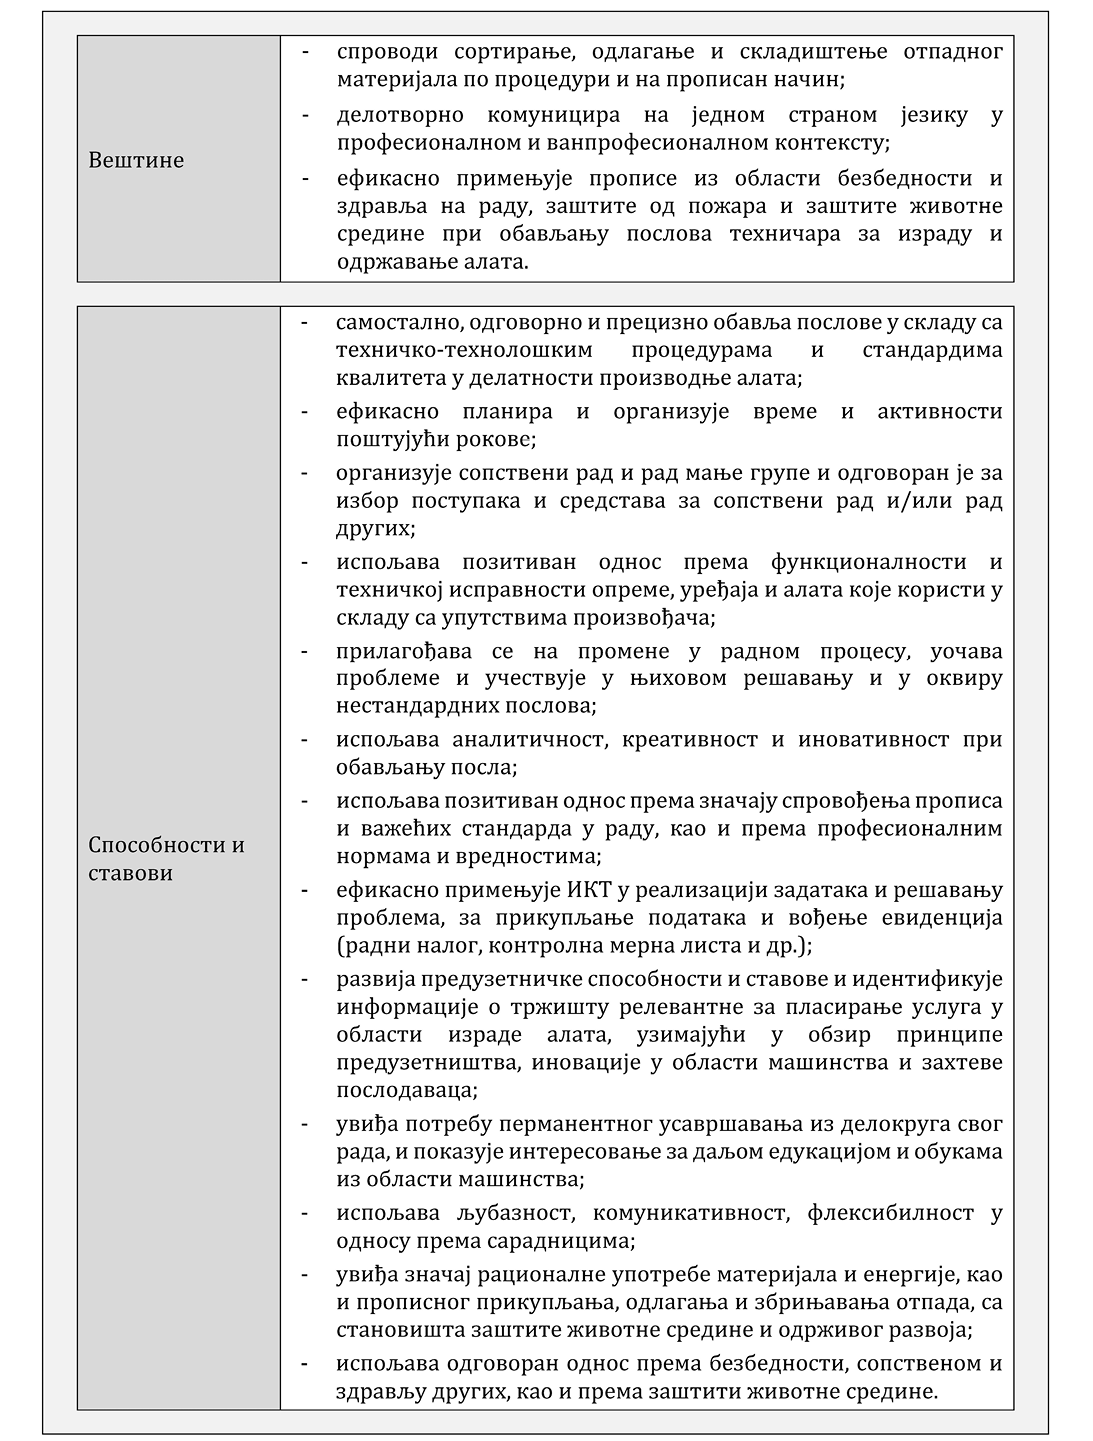 Вештине
- спроводи сортирање, одлагање и складиштење отпадног
материјала по процедури и на прописан начин;
- делотворно комуницира на једном страном језику у
професионалном и ванпрофесионалном контексту;
- ефикасно примењује прописе из области безбедности и
здравља на раду, заштите од пожара и заштите животне
средине при обављању послова техничара за израду и
одржавање алата.
Способности и
ставови
- самостално, одговорно и прецизно обавља послове у складу са
техничко-технолошким процедурама и стандардима
квалитета у делатности производње алата;
- ефикасно планира и организује време и активности
поштујући рокове;
- организује сопствени рад и рад мање групе и одговоран је за
избор поступака и средстава за сопствени рад и/или рад
других;
- испољава позитиван однос према функционалности и
техничкој исправности опреме, уређаја и алата које користи у
складу са упутствима произвођача;
- прилагођава се на промене у радном процесу, уочава
проблеме и учествује у њиховом решавању и у оквиру
нестандардних послова;
- испољава аналитичност, креативност и иновативност при
обављању посла;
- испољава позитиван однос према значају спровођења прописа
и важећих стандарда у раду, као и према професионалним
нормама и вредностима;
- ефикасно примењује ИКТ у реализацији задатака и решавању
проблема, за прикупљање података и вођење евиденција
(радни налог, контролна мерна листа и др.);
- развија предузетничке способности и ставове и идентификује
информације о тржишту релевантне за пласирање услуга у
области израде алата, узимајући у обзир принципе
предузетништва, иновације у области машинства и захтеве
послодаваца;
- увиђа потребу перманентног усавршавања из делокруга свог
рада, и показује интересовање за даљом едукацијом и обукама
из области машинства;
- испољава љубазност, комуникативност, флексибилност у
односу према сарадницима;
- увиђа значај рационалне употребе материјала и енергије, као
и прописног прикупљања, одлагања и збрињавања отпада, са
становишта заштите животне средине и одрживог развоја;
- испољава одговоран однос према безбедности, сопственом и
здрављу других, као и према заштити животне средине.